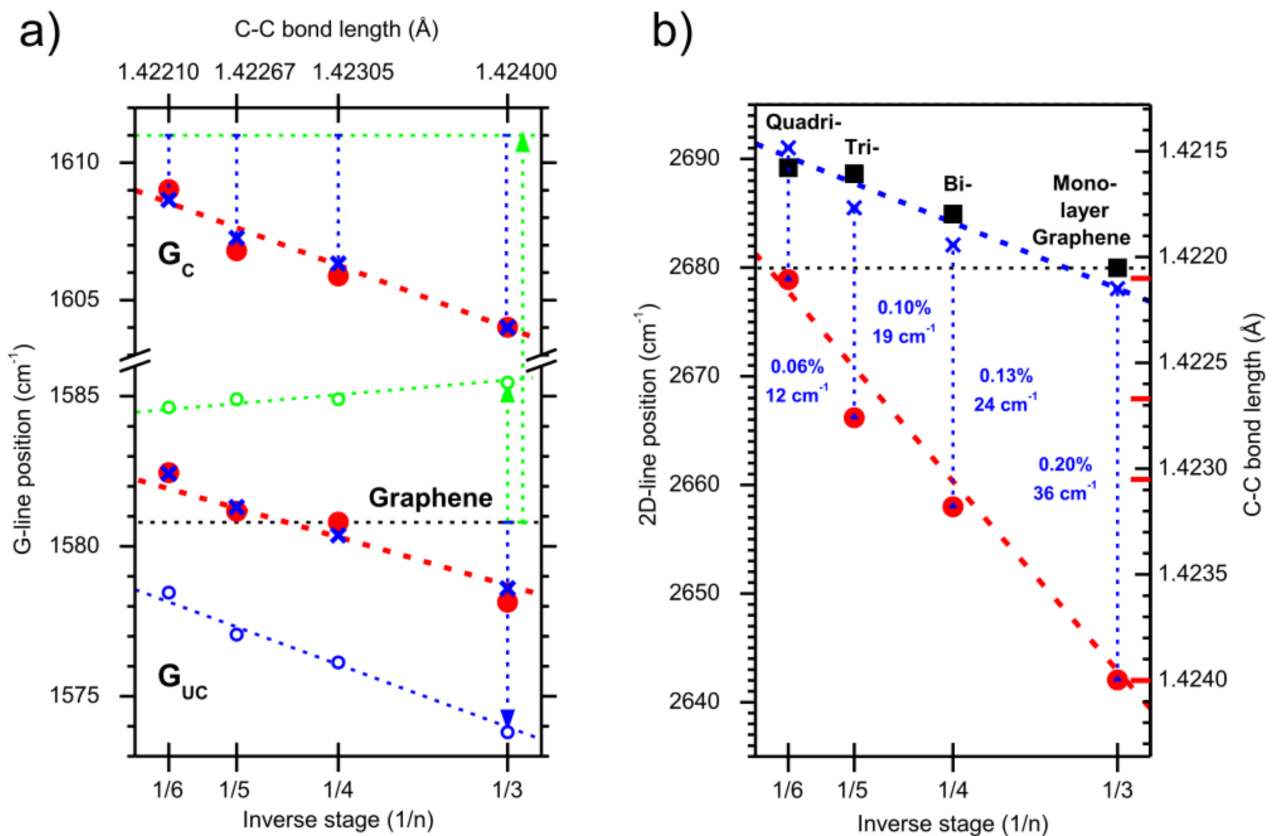 a)
C-C bond length (Å)
1.42210 1.42267 1.42305 1.42400
1610
1605
1585
1580
1575
G-line position (cm-1)
GC
Graphene
GUC
1/6 1/5 1/4 1/3
Inverse stage (1/n)
b)
2690
2680
2670
2660
2650
2640
2D-line position (cm-1)
Quadri-
Tri-
Bi-
Mono-
layer
Graphene
0.06%
12 cm-1
0.10%
19 cm-1
0.13%
24 cm-1
0.20%
36 cm-1
1.4215
1.4220
1.4225
1.4230
1.4235
1.4240
C-C bond length (Å)
1/6 1/5 1/4 1/3
Inverse stage (1/n)